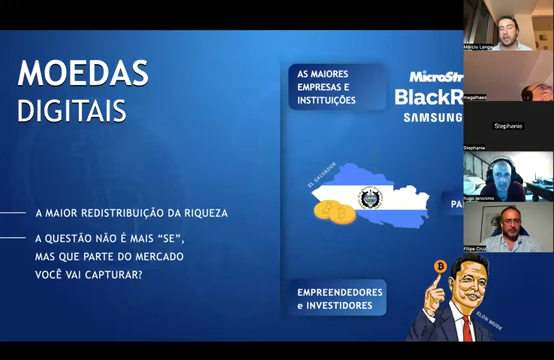 MOEDAS
DIGITAIS
A MAIOR REDISTRIBUIÇÃO DA RIQUEZA
A QUESTÃO NÃO É MAIS “SE”,
MAS QUE PARTE DO MERCADO
VOCÊ VAI CAPTURAR?
AS MAIORES
EMPRESAS E
INSTITUIÇÕES
MicroStr
BlackR
SAMSUNG
EL SALVADOR
PA
EMPREENDEDORES
e INVESTIDORES
ELON MUSK
Márcio Longo
magathaes
Stephanie
Stephanie
hugo jeronimo
Filipe Cruz